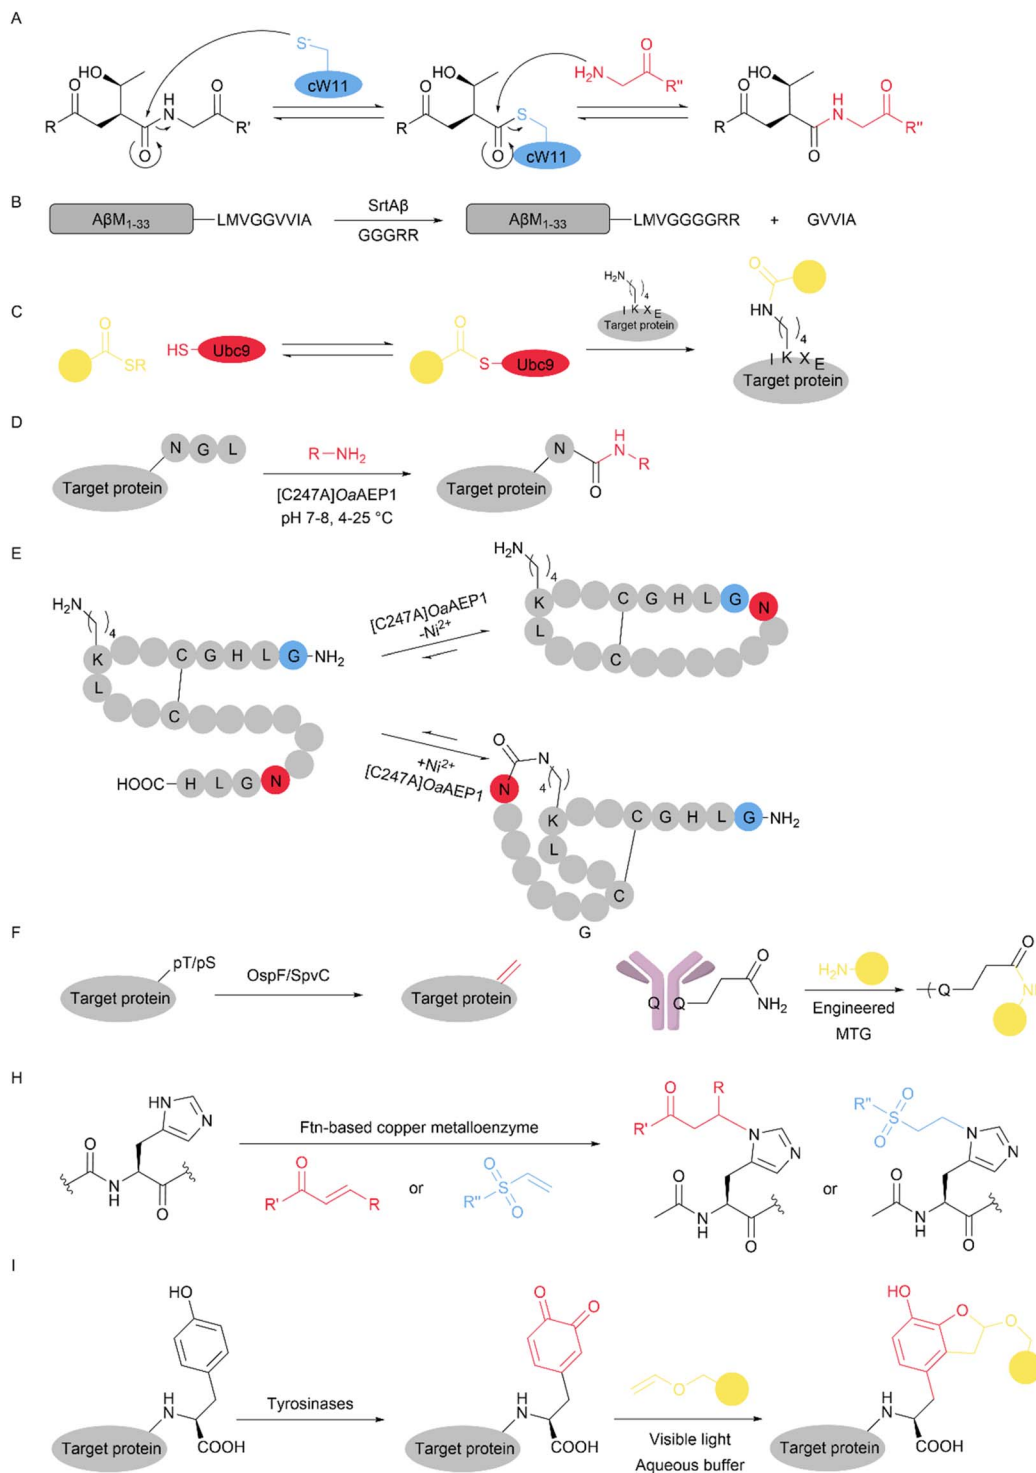 A
HO
O
R
H
N
O
R'
O
S-
cW11
HO
O
R
S
O
cW11
H2N
O
R''
HO
O
R
H
N
O
R''
O
B
AβM1-33
LMVGGVVIA
SrtAβ
GGGRR
AβM1-33
LMVGGGGRR
+
GVVIA
C
O
SR
HS
Ubc9
O
S
Ubc9
H2N
4
I K X E
Target protein
O
HN
4
I K X E
Target protein
D
N G L
Target protein
R-NH2
[C247A]OaAEP1
pH 7-8, 4-25 °C
N
H
N
R
O
Target protein
E
H2N
4
K C G H L G NH2
L C
HOOC H L G N
[C247A]OaAEP1
-Ni2+
H2N
4
K C G H L G N
L C
+Ni2+
[C247A]OaAEP1
O
N
N
4
K C G H L G NH2
L
C
G
F
pT/pS
Target protein
OspF/SpvC
Target protein
Q Q
O
NH2
H2N
Engineered
MTG
Q
O
H
HN
N
O
N
H
O
Ftn-based copper metalloenzyme
O
R'
R
or
O
S
R''
O
O
R
R'
N
N
O
N
H
O
or
R''
O
S
O
N
N
O
N
H
O
I
HO
H
N
COOH
Target protein
Tyrosinases
O
O
H
N
COOH
Target protein
O
Visible light
Aqueous buffer
HO
O
O
H
N
COOH
Target protein